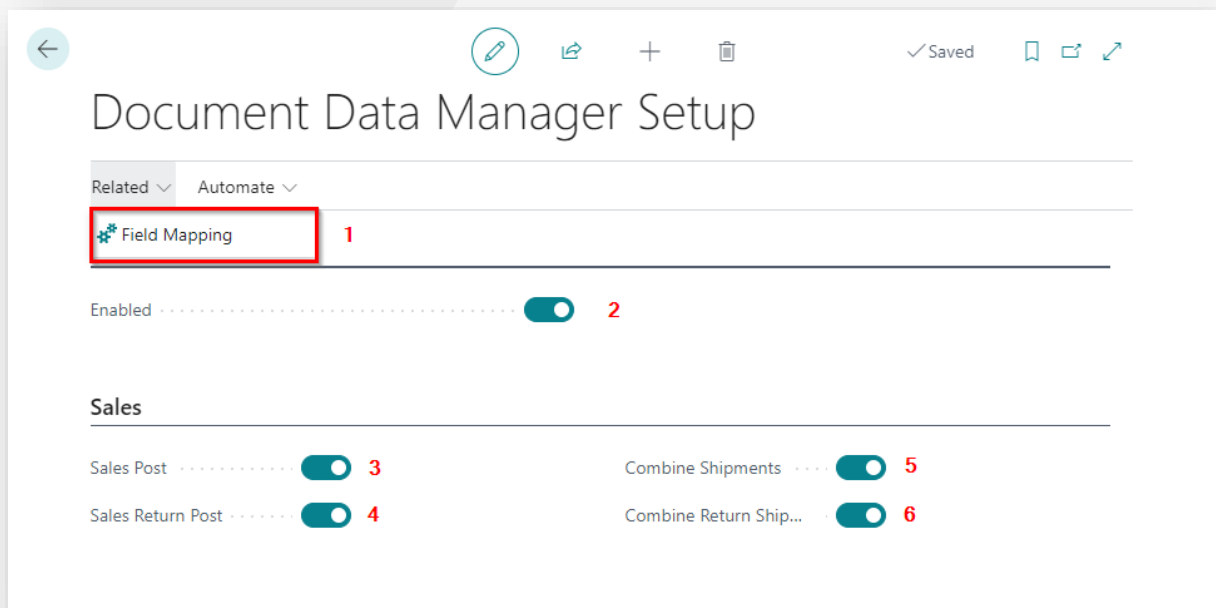 Saved
Document Data Manager Setup
Related Automate
Field Mapping 1
Enabled 2
Sales
Sales Post 3 Combine Shipments 5
Sales Return Post 4 Combine Return Ship... 6